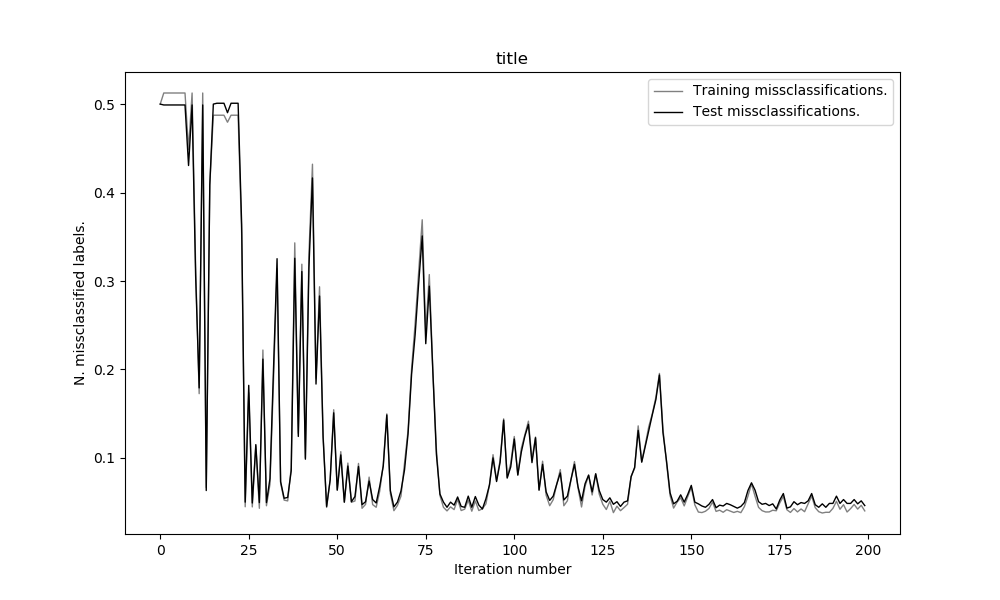 title
Training missclassifications.
Test missclassifications.
0.5
0.4
0.3
0.2
0.1
N. missclassified labels.
0 25 50 75 100 125 150 175 200
Iteration number